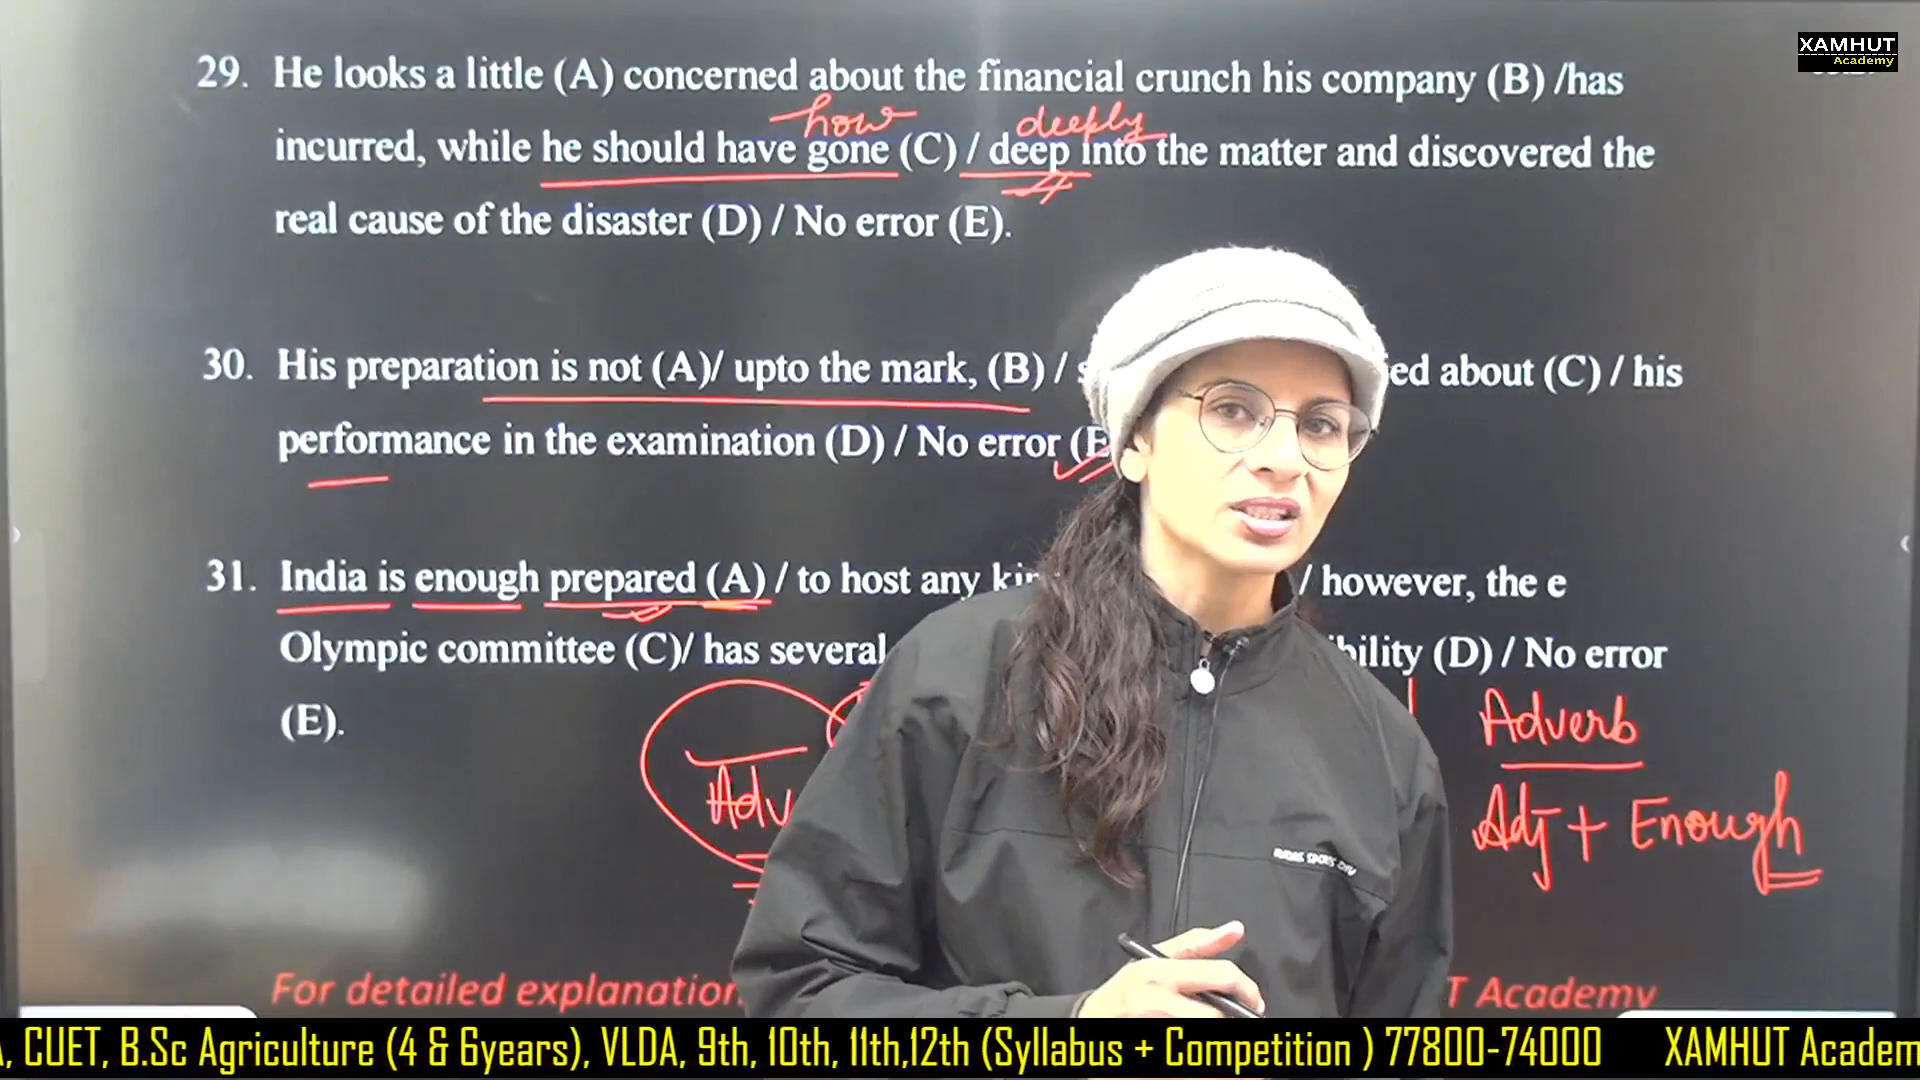 XAMHUT
Academy
29. He looks a little (A) concerned about the financial crunch his company (B) /has
how deeply
incurred, while he should have gone (C) / deep into the matter and discovered the
real cause of the disaster (D) / No error (E).
30. His preparation is not (A)/ upto the mark, (B) / about (C) / his
performance in the examination (D) / No error (E
31. India is enough prepared (A) / to host any / however, the e
Olympic committee (C)/ has several (D) / No error
(E).
Adverb
Adv
Adj + Enough
For detailed explanation T Academy
, CUET, B.Sc Agriculture (4 & 6years), VLDA, 9th, 10th, 11th,12th (Syllabus + Competition ) 77800-74000 XAMHUT Academ